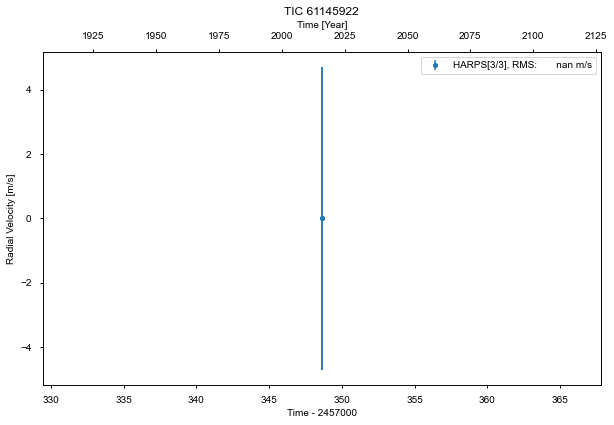 TIC 61145922
Time [Year]
1925 1950 1975 2000 2025 2050 2075 2100 2125
HARPS[3/3], RMS: nan m/s
Radial Velocity [m/s]
4
2
0
−2
−4
330 335 340 345 350 355 360 365
Time - 2457000